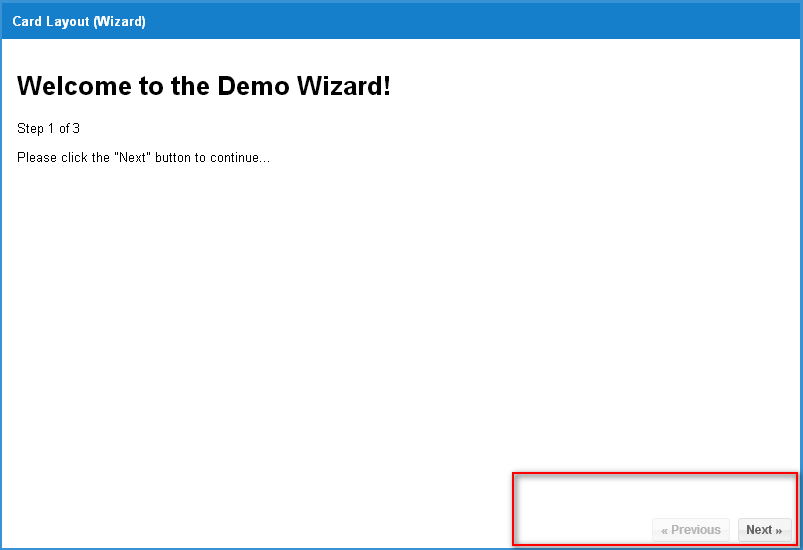 Card Layout (Wizard)
Welcome to the Demo Wizard!
Step 1 of 3
Please click the "Next" button to continue...
« Previous Next »